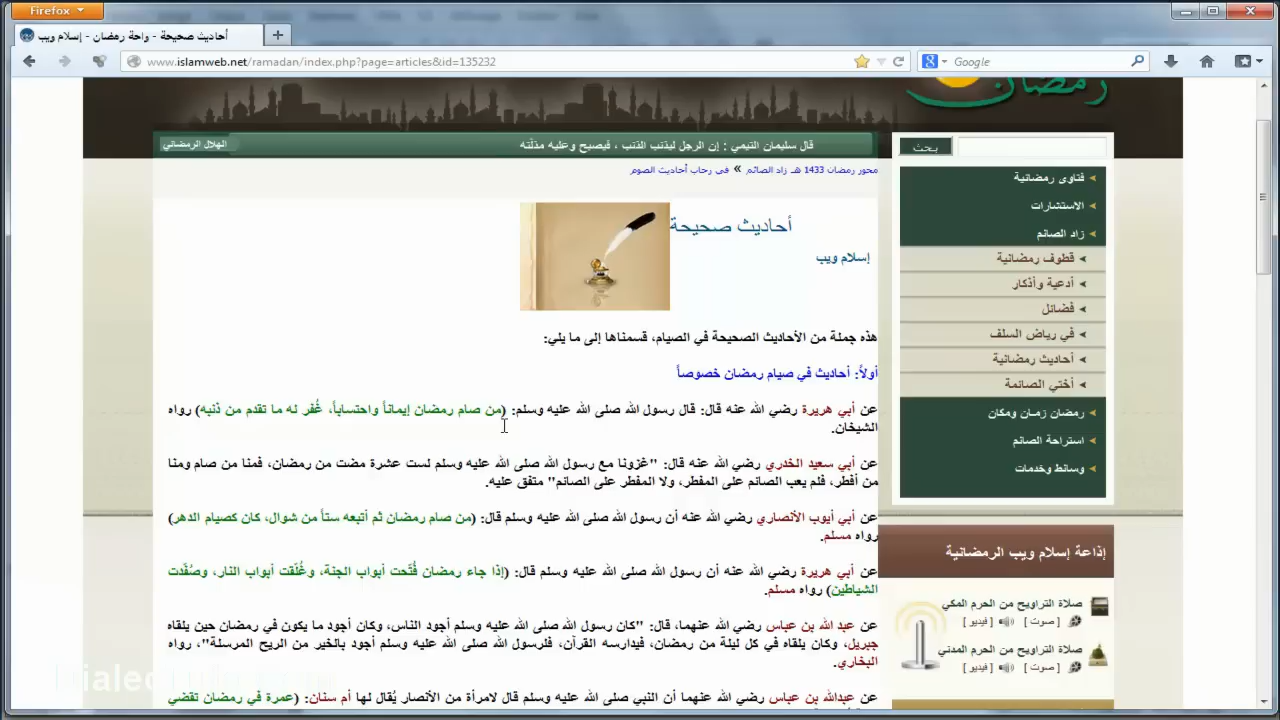 Firefox
أحاديث صحيحة - واحة رمضان - إسلام ويب
www.islamweb.net/ramadan/index.php?page=articles&id=135232
Google
رمضان
بحث
قال سليمان التيمي : إن الرجل ليذنب الذنب ، فيصبح وعليه مذلته
الهلال الرمضاني
محور رمضان 1433 هـ زاد الصائم » في رحاب أحاديث الصوم
فتاوى رمضانية
الاستشارات
زاد الصائم
قطوف رمضانية
أدعية وأذكار
فضائل
في رياض السلف
أحاديث رمضانية
أختي الصائمة
رمضان زمـان ومكان
استراحة الصائم
وسائط وخدمات
أحاديث صحيحة
إسلام ويب
هذه جملة من الأحاديث الصحيحة في الصيام، قسمناها إلى ما يلي:
أولاً: أحاديث في صيام رمضان خصوصاً
عن أبي هريرة رضي الله عنه قال: قال رسول الله صلى الله عليه وسلم: (من صام رمضان إيماناً واحتساباً، غُفر له ما تقدم من ذنبه) رواه
الشيخان.
عن أبي سعيد الخدري رضي الله عنه قال: "غزونا مع رسول الله صلى الله عليه وسلم لست عشرة مضت من رمضان، فمنا من صام ومنا
من أفطر، فلم يعب الصائم على المفطر، ولا المفطر على الصائم" متفق عليه.
عن أبي أيوب الأنصاري رضي الله عنه أن رسول الله صلى الله عليه وسلم قال: (من صام رمضان ثم أتبعه ستاً من شوال، كان كصيام الدهر)
رواه مسلم.
عن أبي هريرة رضي الله عنه أن رسول الله صلى الله عليه وسلم قال: (إذا جاء رمضان فُتّحت أبواب الجنة، وغُلّقت أبواب النار، وصُفّدت
الشياطين) رواه مسلم.
عن عبد الله بن عباس رضي الله عنهما، قال: "كان رسول الله صلى الله عليه وسلم أجود الناس، وكان أجود ما يكون في رمضان حين يلقاه
جبريل، وكان يلقاه في كل ليلة من رمضان، فيدارسه القرآن، فلرسول الله صلى الله عليه وسلم أجود بالخير من الريح المرسلة"، رواه
البخاري.
عن عبدالله بن عباس رضي الله عنهما أن النبي صلى الله عليه وسلم قال لامرأة من الأنصار يُقال لها أم سنان: (عمرة في رمضان تقضي
إذاعة إسلام ويب الرمضانية
صلاة التراويح من الحرم المكي
[ صوت ] [ فيديو ]
صلاة التراويح من الحرم المدني
[ صوت ] [ فيديو ]